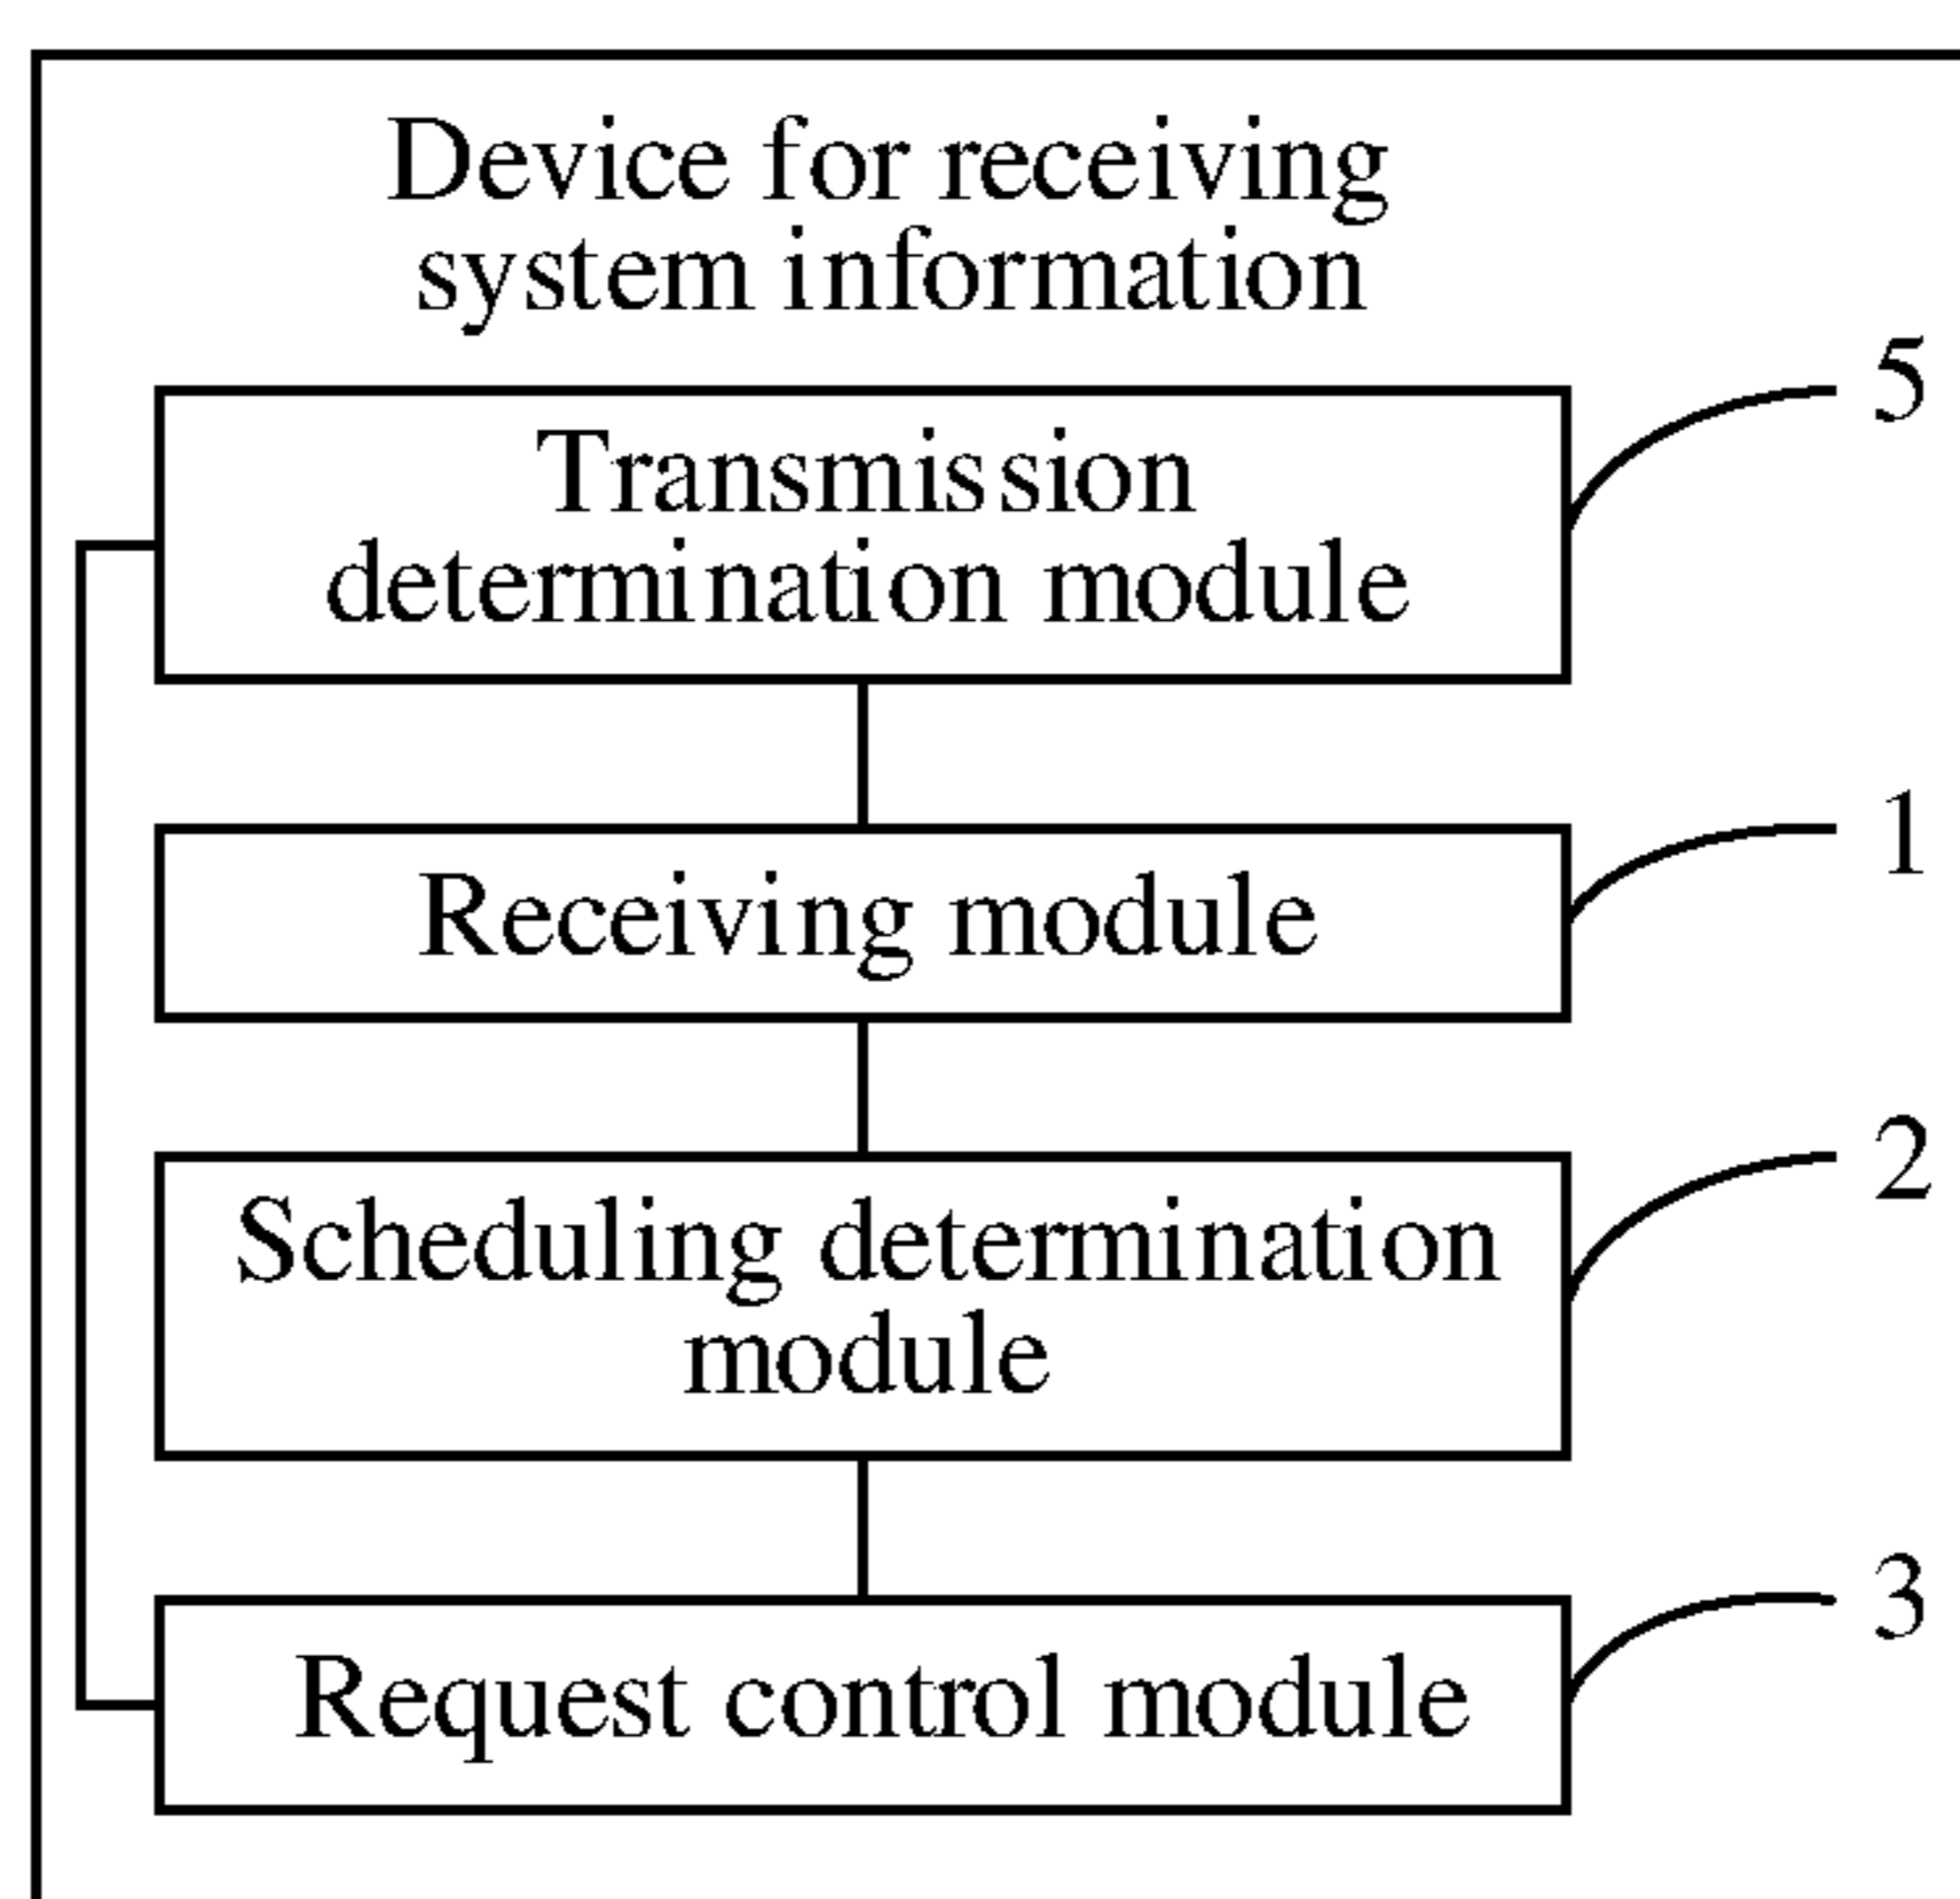 Device for receiving
system information
5
Transmission
determination module
1
Receiving module
2
Scheduling determination
module
3
Request control module